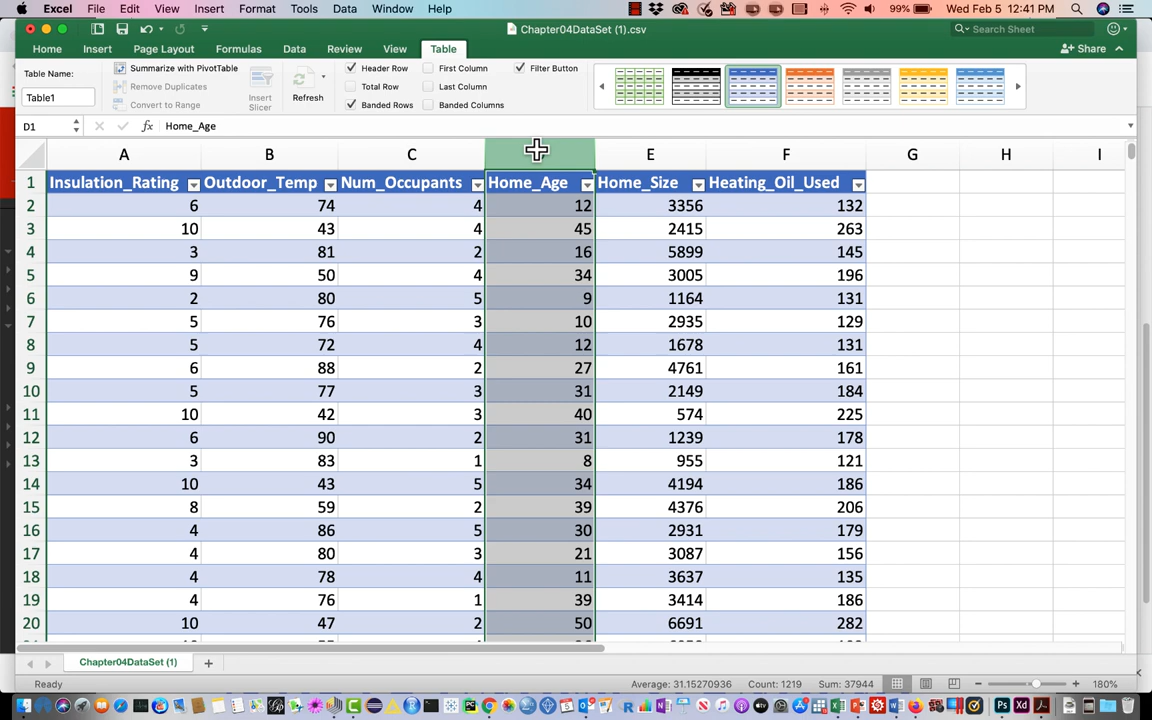 Excel File Edit View Insert Format Tools Data Window Help 99% Wed Feb 5 12:41 PM
Chapter04DataSet (1).csv Search Sheet
Home Insert Page Layout Formulas Data Review View Table Share
Table Name: Summarize with PivotTable Header Row First Column Filter Button
Table1 Remove Duplicates Insert Slicer Refresh Total Row Last Column
Convert to Range Banded Rows Banded Columns
D1 fx Home_Age
A B C E F G H I
1 Insulation_Rating Outdoor_Temp Num_Occupants Home_Age Home_Size Heating_Oil_Used
2 6 74 4 12 3356 132
3 10 43 4 45 2415 263
4 3 81 2 16 5899 145
5 9 50 4 34 3005 196
6 2 80 5 9 1164 131
7 5 76 3 10 2935 129
8 5 72 4 12 1678 131
9 6 88 2 27 4761 161
10 5 77 3 31 2149 184
11 10 42 3 40 574 225
12 6 90 2 31 1239 178
13 3 83 1 8 955 121
14 10 43 5 34 4194 186
15 8 59 2 39 4376 206
16 4 86 5 30 2931 179
17 4 80 3 21 3087 156
18 4 78 4 11 3637 135
19 4 76 1 39 3414 186
20 10 47 2 50 6691 282
Chapter04DataSet (1)
Ready Average: 31.15270936 Count: 1219 Sum: 37944 180%